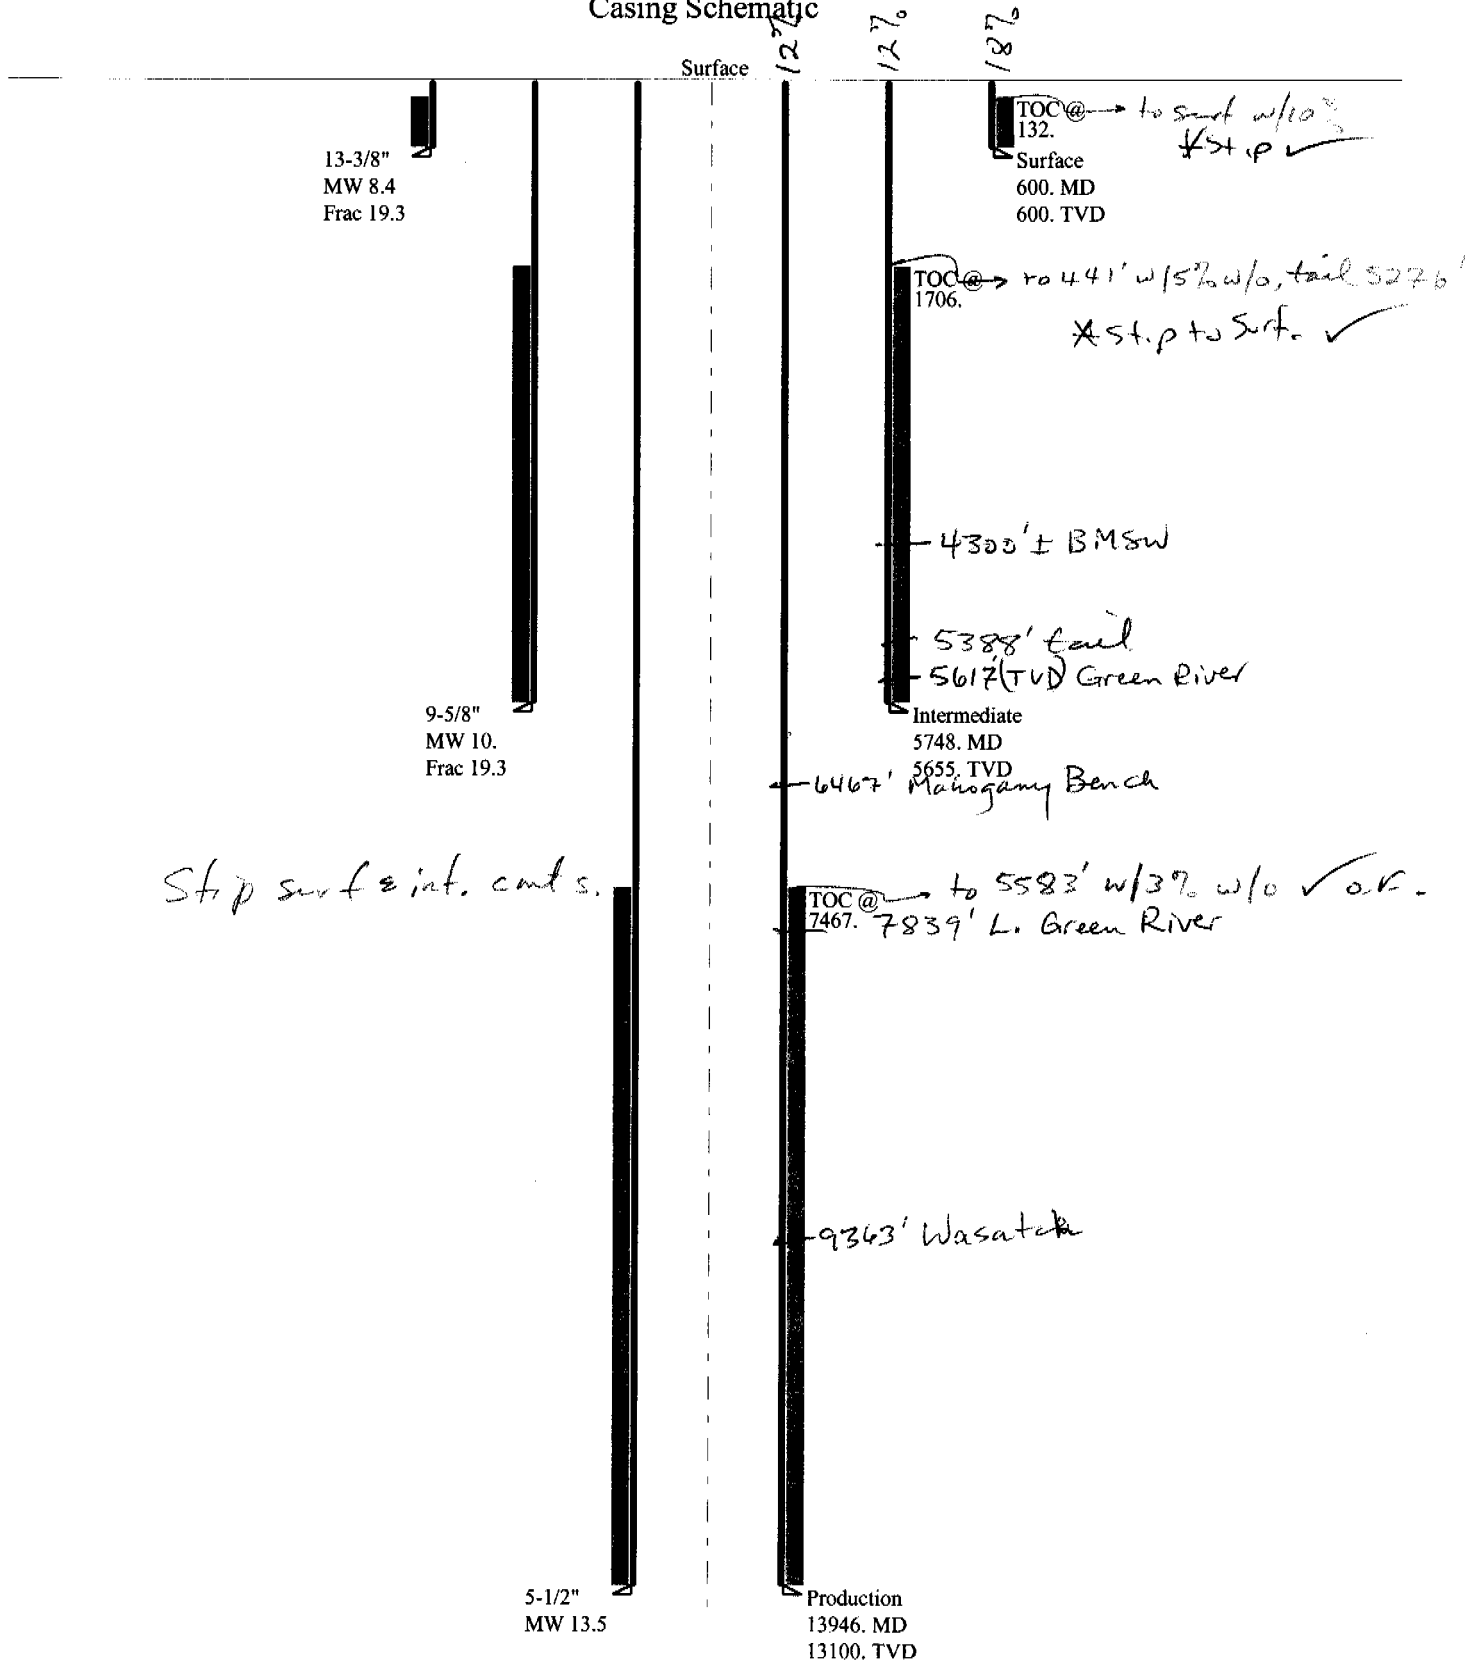 Casing Schematic
12% 12% 18%
Surface
TOC @ → to surf w/10%
132. *Stip ✓
13-3/8" Surface
MW 8.4 600. MD
Frac 19.3 600. TVD
TOC @ → to 441' w/5% w/o, tail 5276'
1706.
*Stip to Surf. ✓
4300'± BMSW
5388' tail
5617'(TVD) Green River
9-5/8" Intermediate
MW 10. 5748. MD
Frac 19.3 5655. TVD
6467' Mahogany Bench
Stip surf & int. cmts.
TOC @ → to 5583' w/3% w/o ✓ O.K.
7467. 7839' L. Green River
9363' Wasatch
5-1/2" Production
MW 13.5 13946. MD
13100. TVD